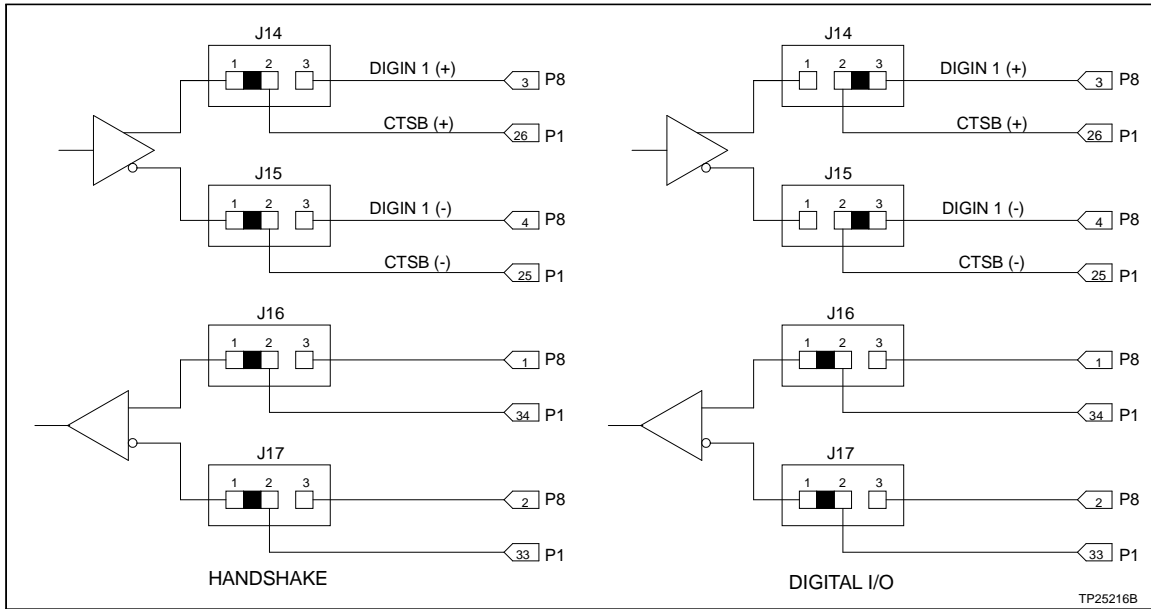 J14
1 2 3
DIGIN 1 (+)
3 P8
CTSB (+)
26 P1
J15
1 2 3
DIGIN 1 (-)
4 P8
CTSB (-)
25 P1
J16
1 2 3
1 P8
34 P1
J17
1 2 3
2 P8
33 P1
HANDSHAKE
J14
1 2 3
DIGIN 1 (+)
3 P8
CTSB (+)
26 P1
J15
1 2 3
DIGIN 1 (-)
4 P8
CTSB (-)
25 P1
J16
1 2 3
1 P8
34 P1
J17
1 2 3
2 P8
33 P1
DIGITAL I/O
TP25216B